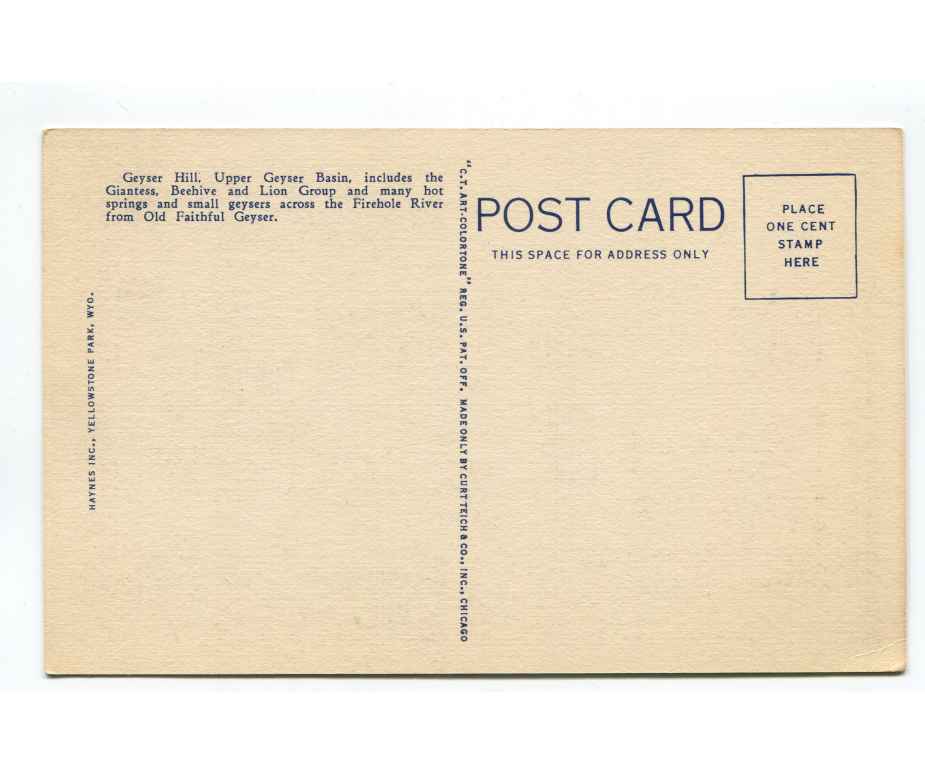 Geyser Hill, Upper Geyser Basin, includes the
Giantess, Beehive and Lion Group and many hot
springs and small geysers across the Firehole River
from Old Faithful Geyser.
HAYNES INC., YELLOWSTONE PARK, WYO.
"C.T. ART-COLORTONE" REG. U.S. PAT. OFF. MADE ONLY BY CURT TEICH & CO., INC., CHICAGO
POST CARD
THIS SPACE FOR ADDRESS ONLY
PLACE
ONE CENT
STAMP
HERE